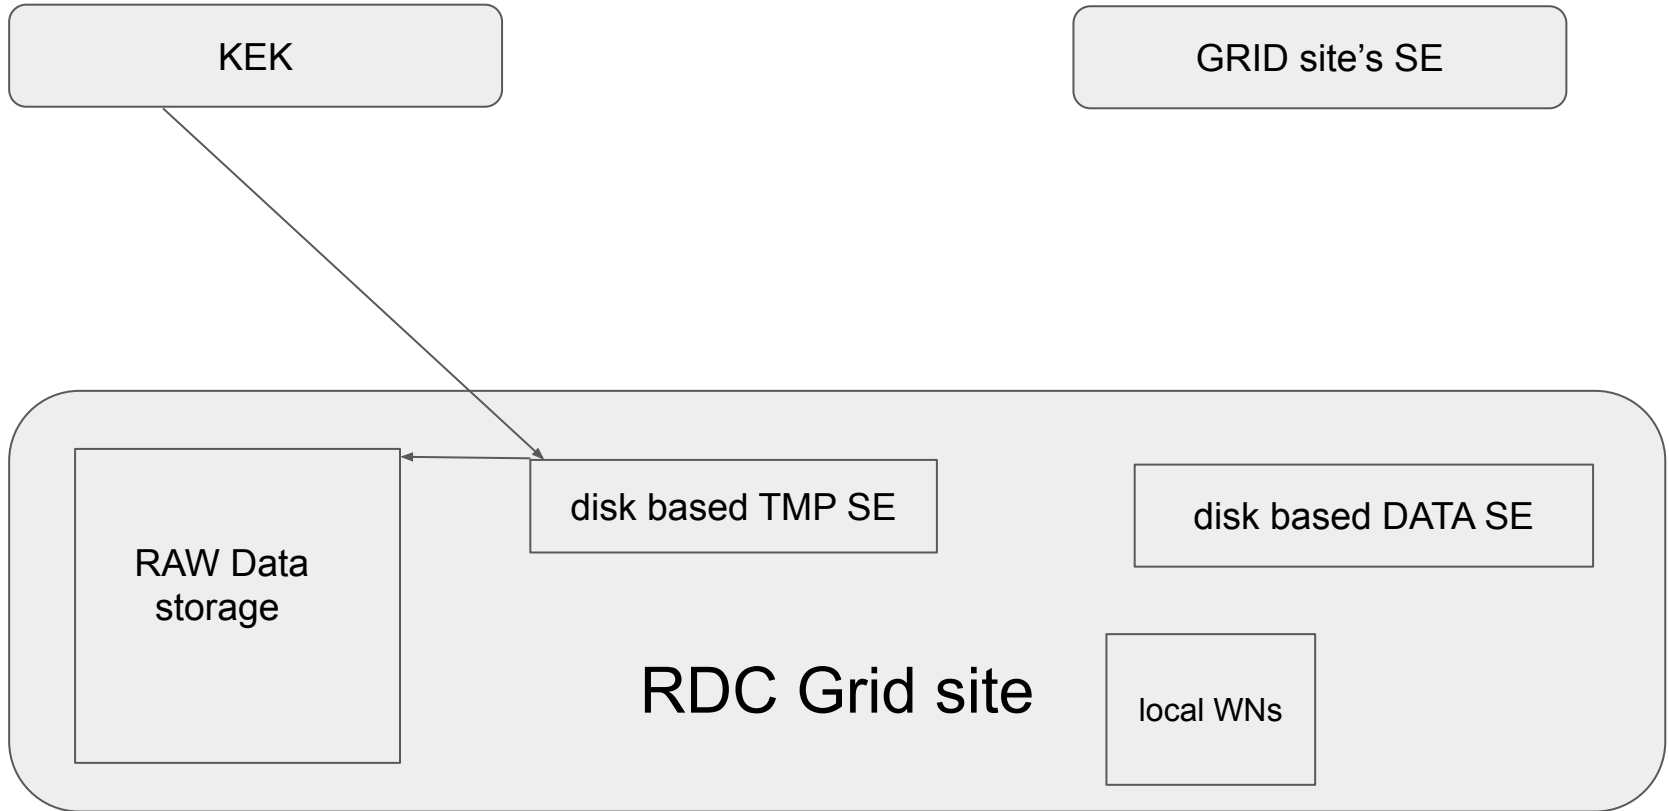 KEK
GRID site’s SE
disk based TMP SE
disk based DATA SE
RAW Data
storage
RDC Grid site
local WNs